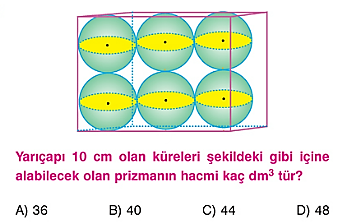 Yarıçapı 10 cm olan küreleri şekildeki gibi içine
alabilecek olan prizmanın hacmi kaç dm³ tür?
A) 36 B) 40 C) 44 D) 48